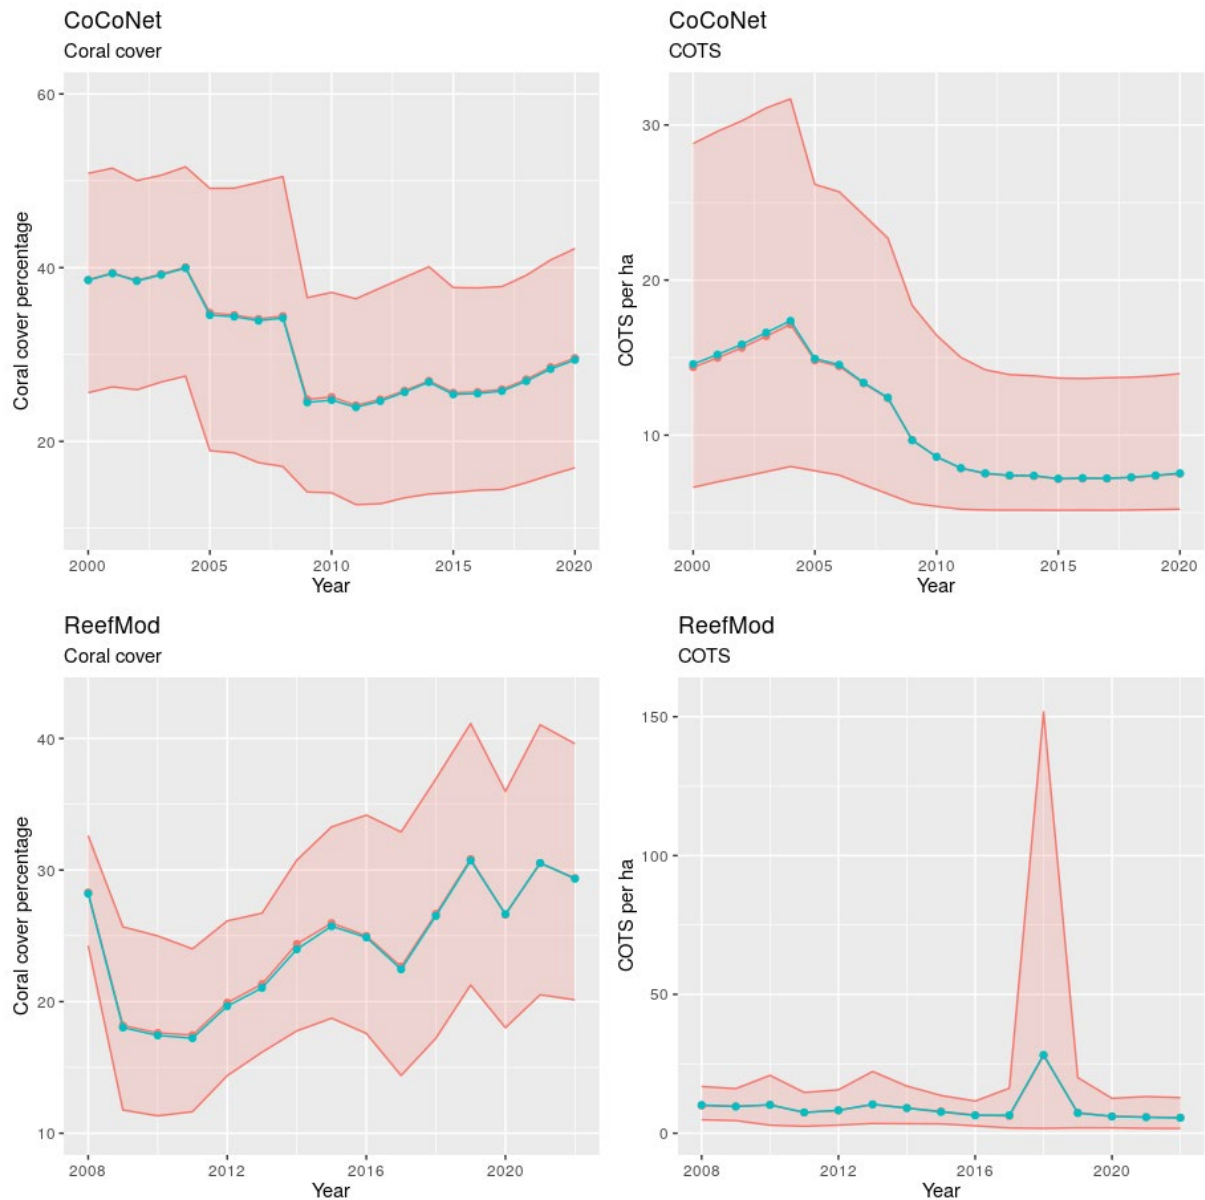 CoCoNet
Coral cover
60
40
20
Coral cover percentage
2000 2005 2010 2015 2020
Year
CoCoNet
COTS
30
20
10
COTS per ha
2000 2005 2010 2015 2020
Year
ReefMod
Coral cover
40
30
20
10
Coral cover percentage
2008 2012 2016 2020
Year
ReefMod
COTS
150
100
50
0
COTS per ha
2008 2012 2016 2020
Year